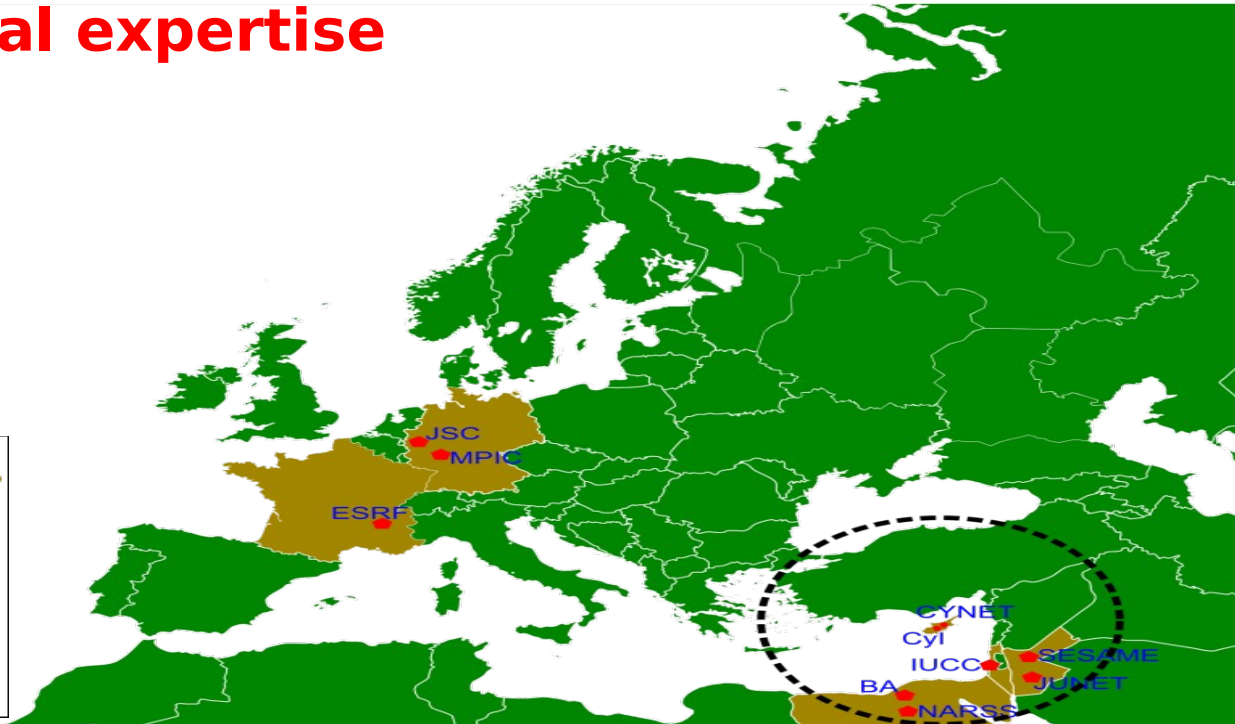 al expertise
JSC
MPIC
ESRF
CYNET
CyI
IUCC
SESAME
BA
JUNET
NARSS